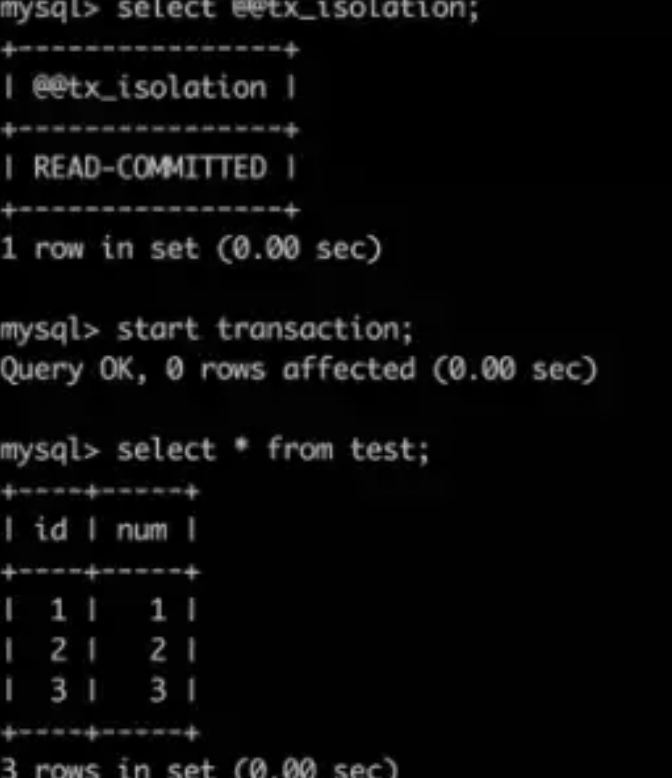 mysql> select @@tx_isolation;
+----------------+
| @@tx_isolation |
+----------------+
| READ-COMMITTED |
+----------------+
1 row in set (0.00 sec)

mysql> start transaction;
Query OK, 0 rows affected (0.00 sec)

mysql> select * from test;
+----+-----+
| id | num |
+----+-----+
|  1 |   1 |
|  2 |   2 |
|  3 |   3 |
+----+-----+
3 rows in set (0.00 sec)